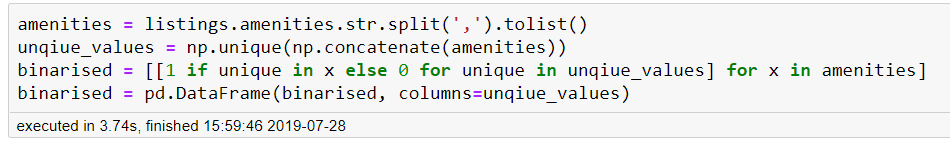 amenities = listings.amenities.str.split(',').tolist()
unqiue_values = np.unique(np.concatenate(amenities))
binarised = [[1 if unique in x else 0 for unique in unqiue_values] for x in amenities]
binarised = pd.DataFrame(binarised, columns=unqiue_values)
executed in 3.74s, finished 15:59:46 2019-07-28